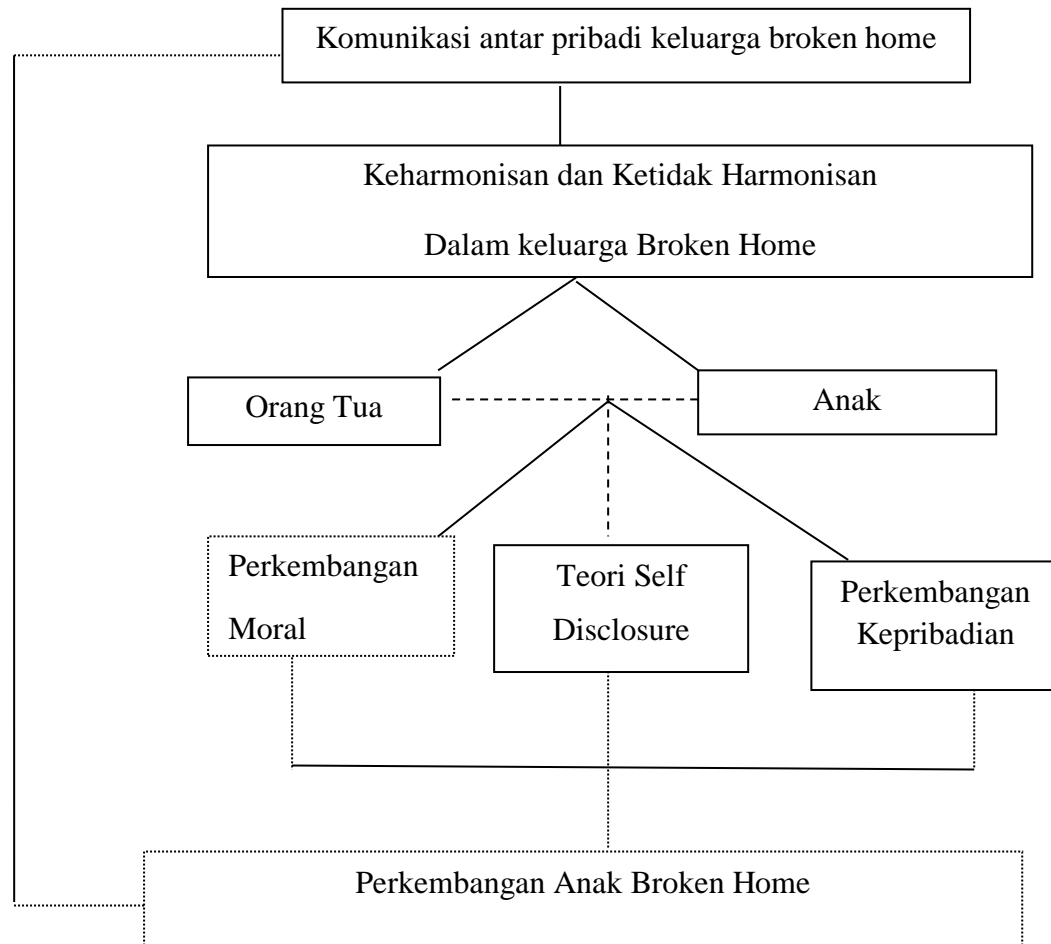 Komunikasi antar pribadi keluarga broken home
Keharmonisan dan Ketidak Harmonisan
Dalam keluarga Broken Home
Orang Tua
Anak
Perkembangan
Moral
Teori Self
Disclosure
Perkembangan
Kepribadian
Perkembangan Anak Broken Home